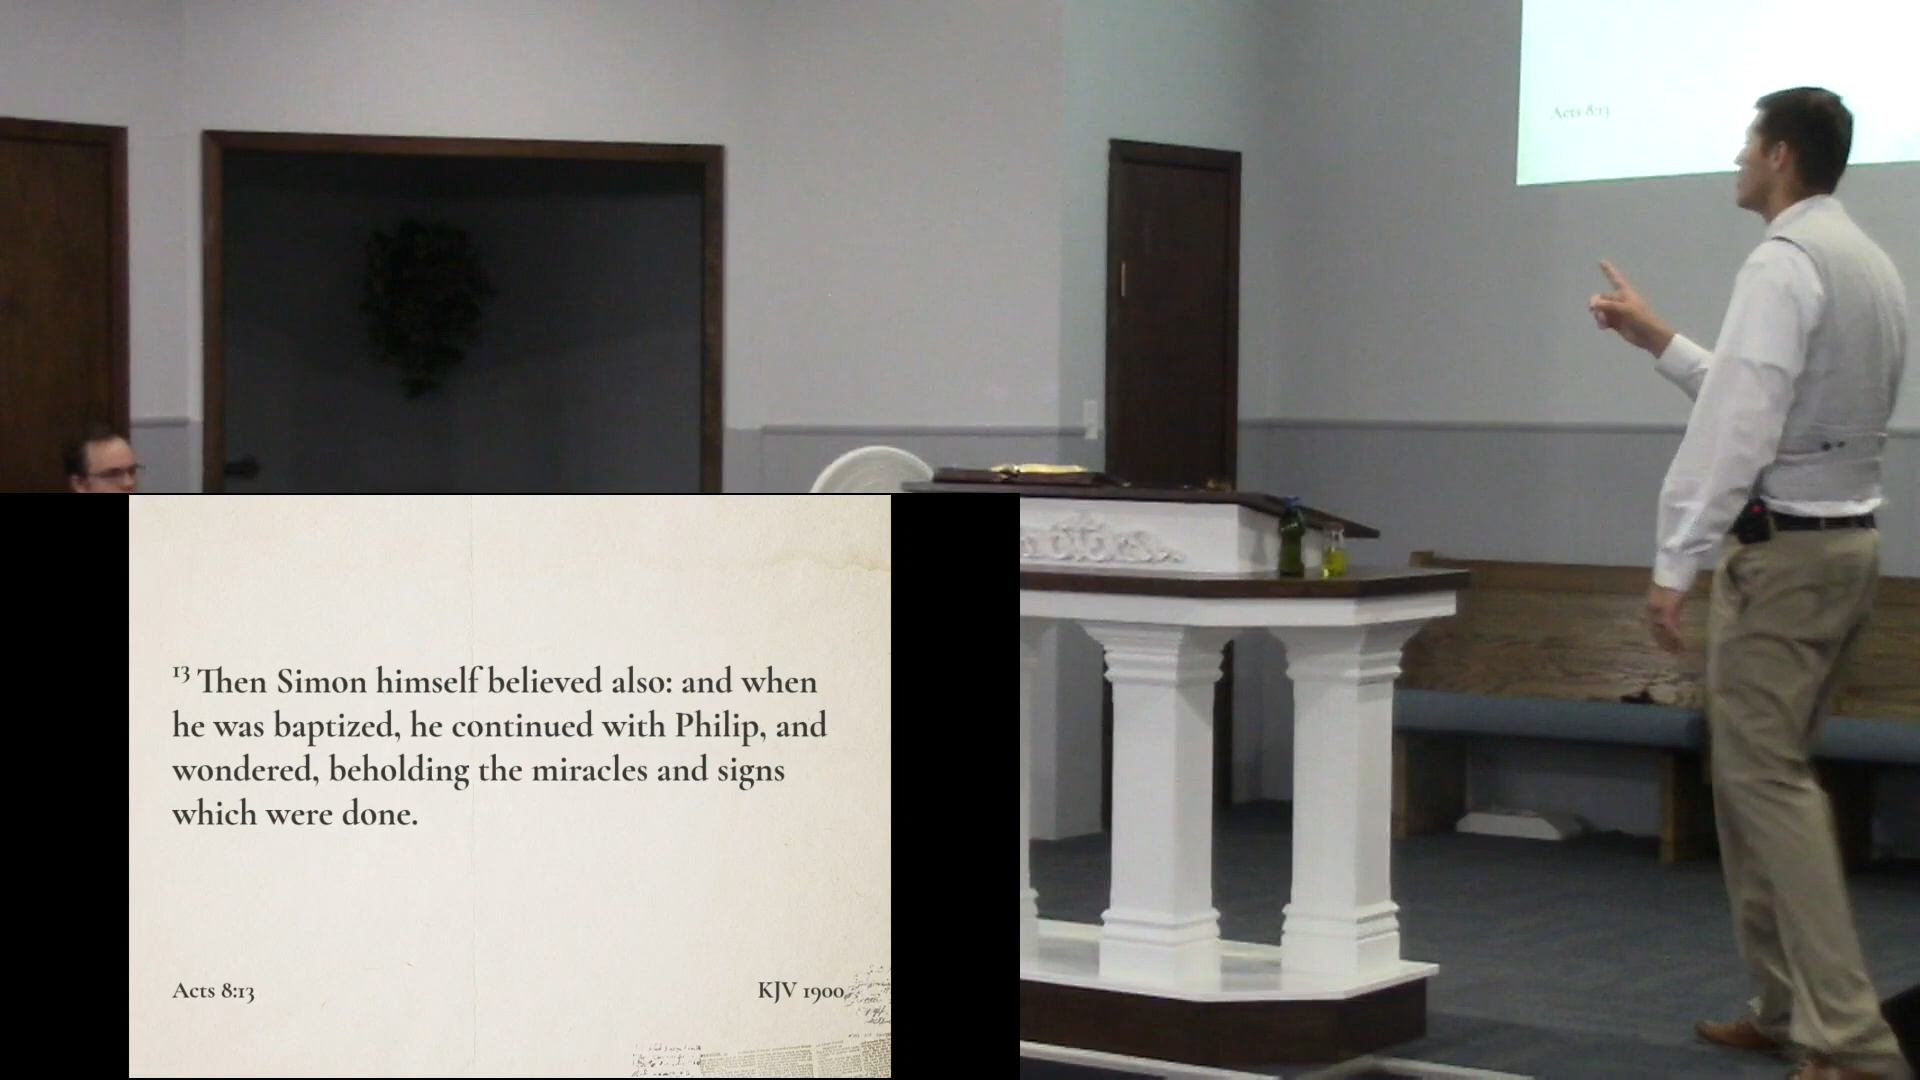 Acts 8:13
¹³ Then Simon himself believed also: and when
he was baptized, he continued with Philip, and
wondered, beholding the miracles and signs
which were done.
Acts 8:13
KJV 1900